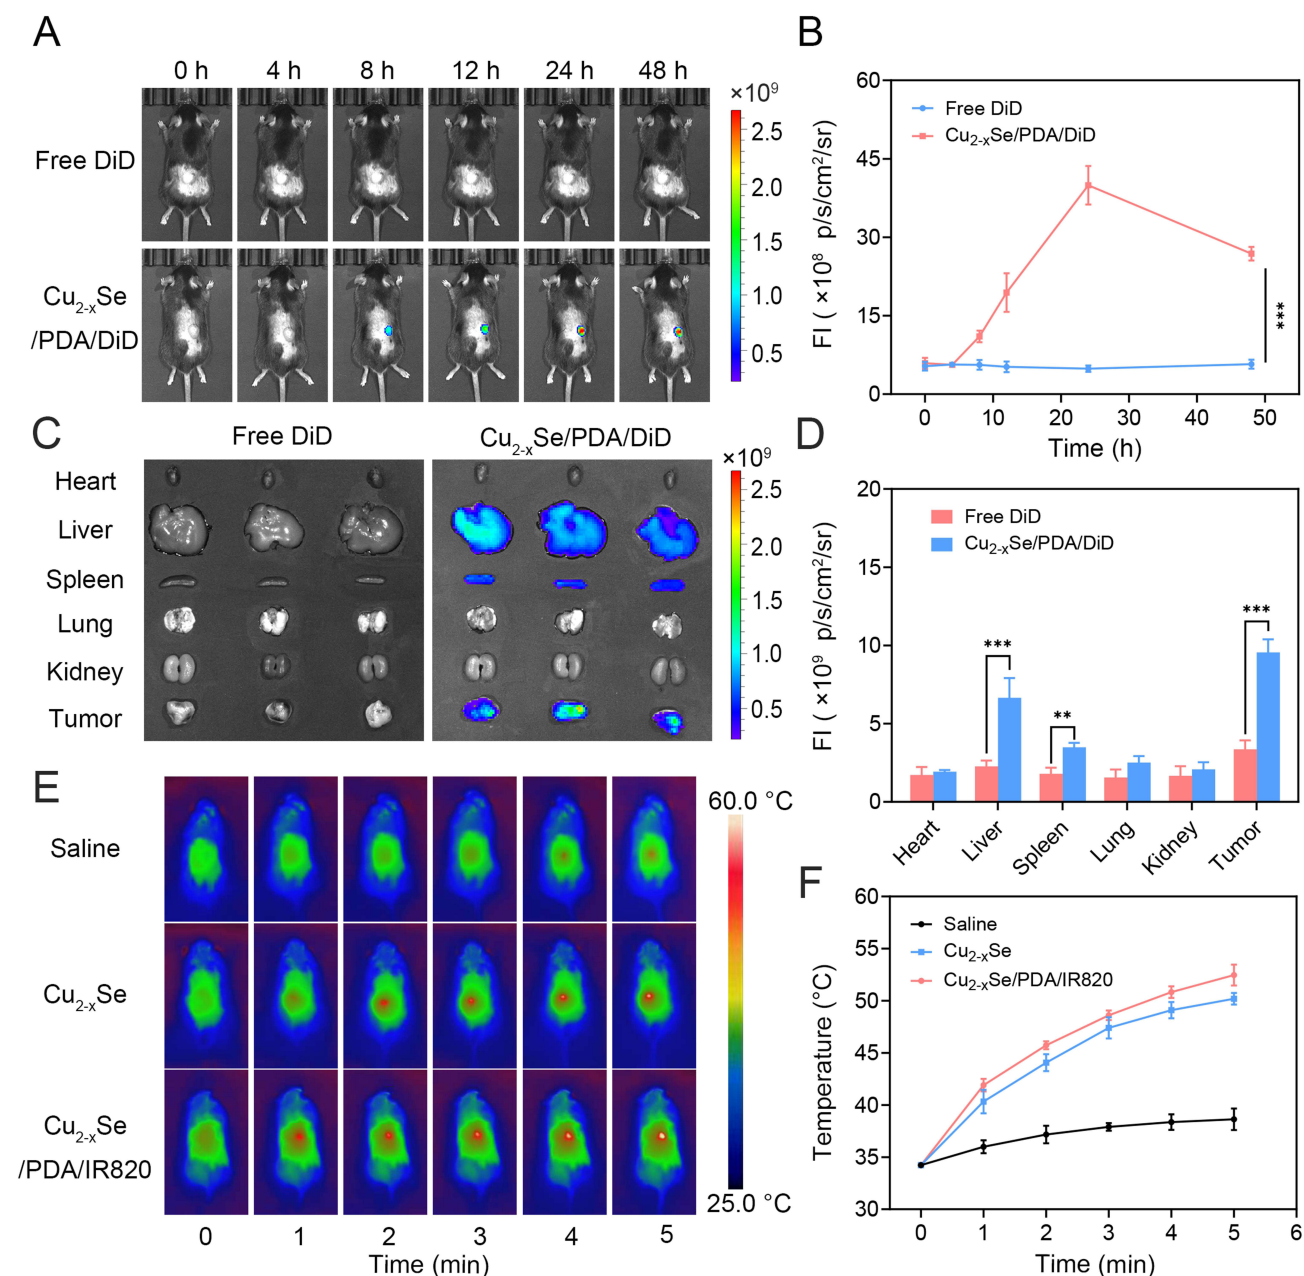 A
0 h 4 h 8 h 12 h 24 h 48 h
Free DiD
Cu2-xSe
/PDA/DiD
×10⁹
2.5
2.0
1.5
1.0
0.5
B
60
45
30
15
0
FI ( ×10⁸ p/s/cm²/sr)
Free DiD
Cu2-xSe/PDA/DiD
***
0 10 20 30 40 50
Time (h)
C
Free DiD
Cu2-xSe/PDA/DiD
Heart
Liver
Spleen
Lung
Kidney
Tumor
×10⁹
2.5
2.0
1.5
1.0
0.5
D
20
15
10
5
0
FI ( ×10⁹ p/s/cm²/sr)
Free DiD
Cu2-xSe/PDA/DiD
***
**
***
Heart
Liver
Spleen
Lung
Kidney
Tumor
E
Saline
Cu2-xSe
Cu2-xSe
/PDA/IR820
60.0 °C
25.0 °C
0 1 2 3 4 5
Time (min)
F
60
55
50
45
40
35
30
Temperature (°C)
Saline
Cu2-xSe
Cu2-xSe/PDA/IR820
0 1 2 3 4 5 6
Time (min)